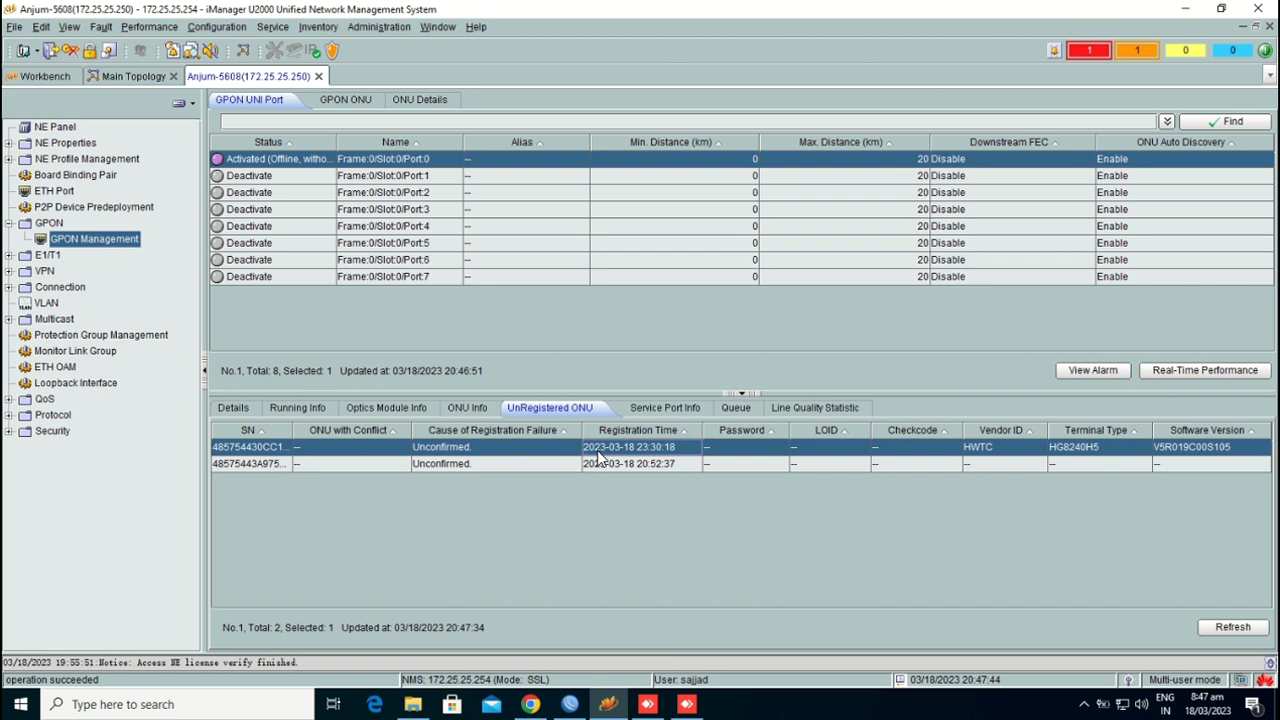 Anjum-5608(172.25.25.250) - 172.25.25.254 - iManager U2000 Unified Network Management System
File Edit View Fault Performance Configuration Service Inventory Administration Window Help
1 1 0 0
Workbench Main Topology Anjum-5608(172.25.25.250)
GPON UNI Port GPON ONU ONU Details
Find
NE Panel
NE Properties
NE Profile Management
Board Binding Pair
ETH Port
P2P Device Predeployment
GPON
GPON Management
E1/T1
VPN
Connection
VLAN
Multicast
Protection Group Management
Monitor Link Group
ETH OAM
Loopback Interface
QoS
Protocol
Security
Status Name Alias Min. Distance (km) Max. Distance (km) Downstream FEC ONU Auto Discovery
Activated (Offline, witho... Frame:0/Slot:0/Port:0 -- 0 20 Disable Enable
Deactivate Frame:0/Slot:0/Port:1 -- 0 20 Disable Enable
Deactivate Frame:0/Slot:0/Port:2 -- 0 20 Disable Enable
Deactivate Frame:0/Slot:0/Port:3 -- 0 20 Disable Enable
Deactivate Frame:0/Slot:0/Port:4 -- 0 20 Disable Enable
Deactivate Frame:0/Slot:0/Port:5 -- 0 20 Disable Enable
Deactivate Frame:0/Slot:0/Port:6 -- 0 20 Disable Enable
Deactivate Frame:0/Slot:0/Port:7 -- 0 20 Disable Enable
No.1, Total: 8, Selected: 1 Updated at: 03/18/2023 20:46:51
View Alarm Real-Time Performance
Details Running Info Optics Module Info ONU Info UnRegistered ONU Service Port Info Queue Line Quality Statistic
SN ONU with Conflict Cause of Registration Failure Registration Time Password LOID Checkcode Vendor ID Terminal Type Software Version
485754430CC1... -- Unconfirmed. 2023-03-18 23:30:18 -- -- -- HWTC HG8240H5 V5R019C00S105
48575443A975... -- Unconfirmed. 2023-03-18 20:52:37 -- -- -- -- -- --
No.1, Total: 2, Selected: 1 Updated at: 03/18/2023 20:47:34
Refresh
03/18/2023 19:55:51:Notice: Access NE license verify finished.
operation succeeded NMS: 172.25.25.254 (Mode: SSL) User: sajjad 03/18/2023 20:47:44 Multi-user mode
Type here to search
ENG
IN
8:47 am
18/03/2023
1